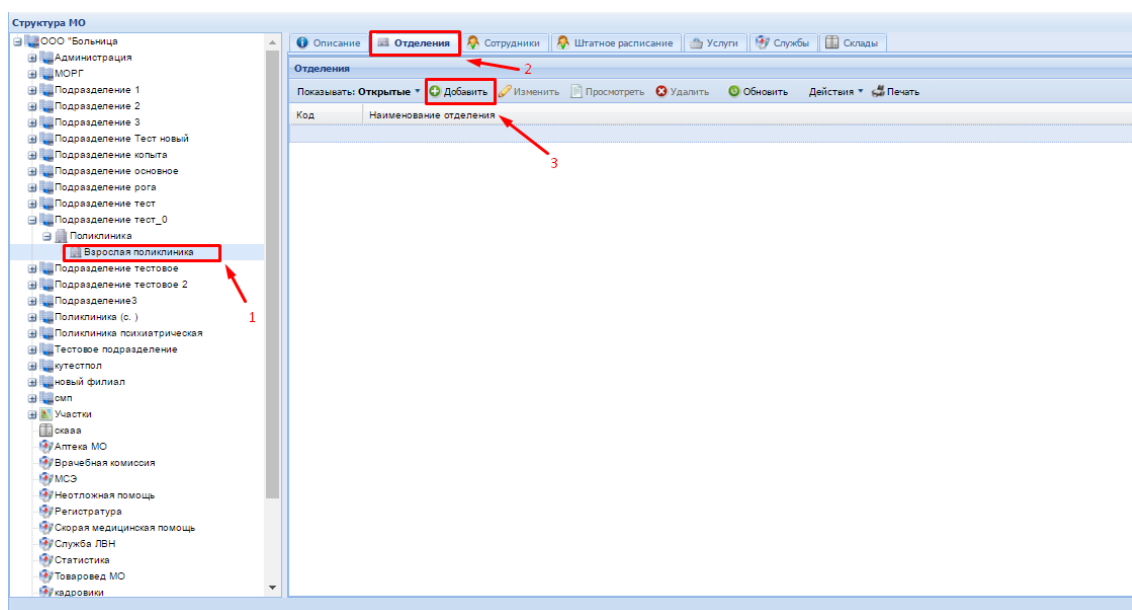 Структура МО
ООО "Больница
Администрация
МОРГ
Подразделение 1
Подразделение 2
Подразделение 3
Подразделение Тест новый
Подразделение копыта
Подразделение основное
Подразделение рога
Подразделение тест
Подразделение тест_0
Поликлиника
Взрослая поликлиника
Подразделение тестовое
Подразделение тестовое 2
Подразделение3
Поликлиника (с. )
Поликлиника психиатрическая
Тестовое подразделение
кутестпол
новый филиал
смп
Участки
скааа
Аптека МО
Врачебная комиссия
МСЭ
Неотложная помощь
Регистратура
Скорая медицинская помощь
Служба ЛВН
Статистика
Товаровед МО
кадровики
1
Описание Отделения Сотрудники Штатное расписание Услуги Службы Склады
Отделения
2
Показывать: Открытые Добавить Изменить Просмотреть Удалить Обновить Действия Печать
Код Наименование отделения
3